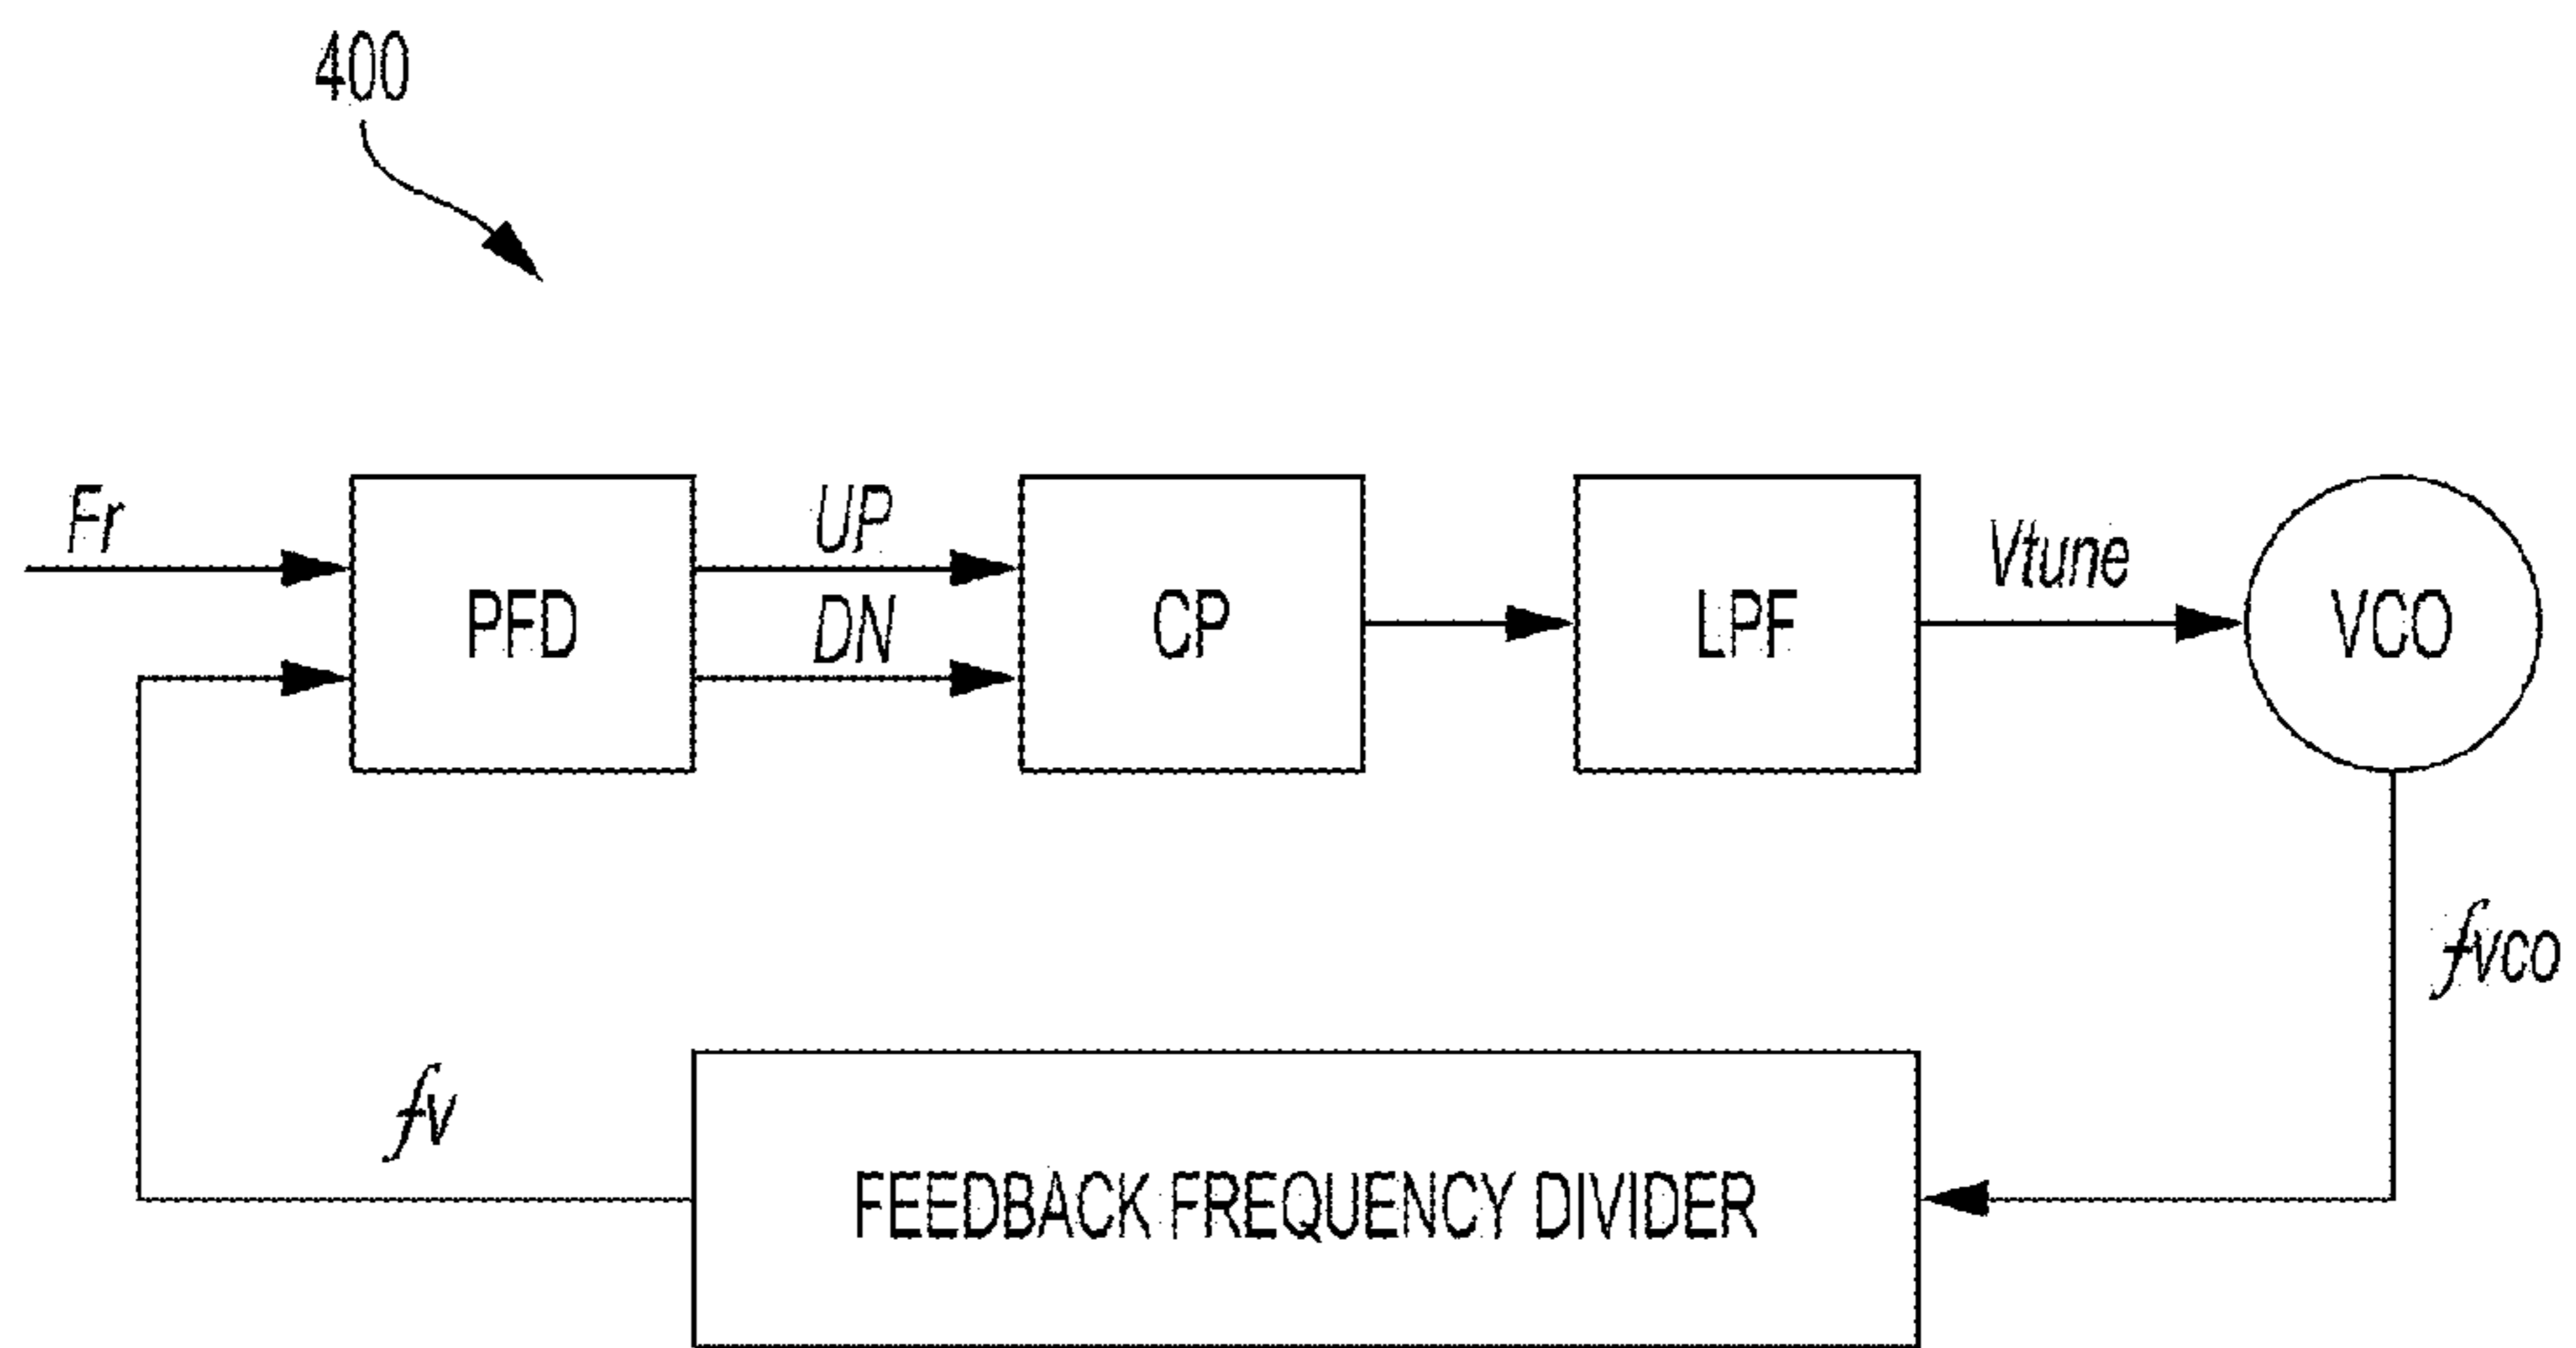 400
Fr
PFD
UP
DN
CP
LPF
Vtune
VCO
fvco
fv
FEEDBACK FREQUENCY DIVIDER